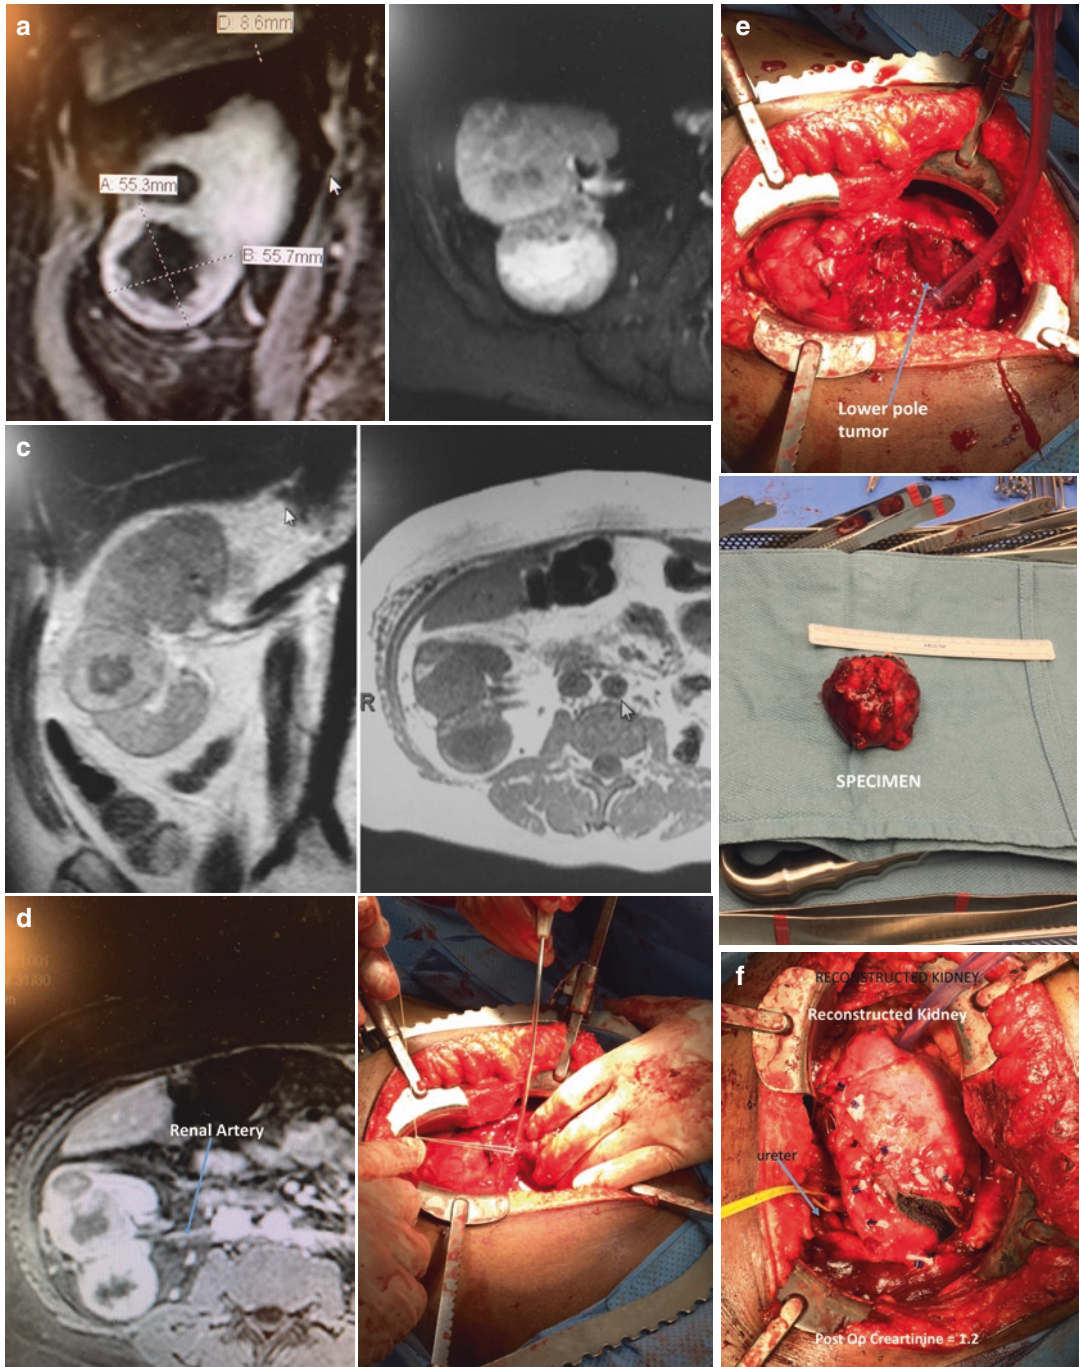 a
D: 8.6mm
A: 55.3mm
B: 55.7mm
c
R
d
Renal Artery
e
Lower pole
tumor
SPECIMEN
f
RECONSTRUCTED KIDNEY
Reconstructed Kidney
ureter
Post Op Creartinjne = 1.2